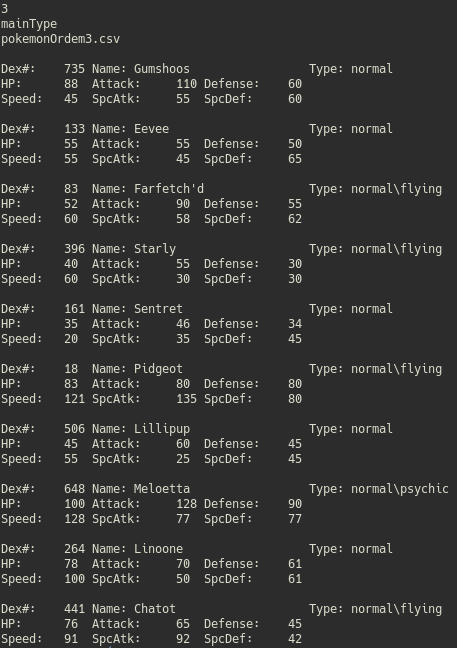 3
mainType
pokemonOrdem3.csv
Dex#: 735 Name: Gumshoos Type: normal
HP: 88 Attack: 110 Defense: 60
Speed: 45 SpcAtk: 55 SpcDef: 60
Dex#: 133 Name: Eevee Type: normal
HP: 55 Attack: 55 Defense: 50
Speed: 55 SpcAtk: 45 SpcDef: 65
Dex#: 83 Name: Farfetch'd Type: normal\flying
HP: 52 Attack: 90 Defense: 55
Speed: 60 SpcAtk: 58 SpcDef: 62
Dex#: 396 Name: Starly Type: normal\flying
HP: 40 Attack: 55 Defense: 30
Speed: 60 SpcAtk: 30 SpcDef: 30
Dex#: 161 Name: Sentret Type: normal
HP: 35 Attack: 46 Defense: 34
Speed: 20 SpcAtk: 35 SpcDef: 45
Dex#: 18 Name: Pidgeot Type: normal\flying
HP: 83 Attack: 80 Defense: 80
Speed: 121 SpcAtk: 135 SpcDef: 80
Dex#: 506 Name: Lillipup Type: normal
HP: 45 Attack: 60 Defense: 45
Speed: 55 SpcAtk: 25 SpcDef: 45
Dex#: 648 Name: Meloetta Type: normal\psychic
HP: 100 Attack: 128 Defense: 90
Speed: 128 SpcAtk: 77 SpcDef: 77
Dex#: 264 Name: Linoone Type: normal
HP: 78 Attack: 70 Defense: 61
Speed: 100 SpcAtk: 50 SpcDef: 61
Dex#: 441 Name: Chatot Type: normal\flying
HP: 76 Attack: 65 Defense: 45
Speed: 91 SpcAtk: 92 SpcDef: 42